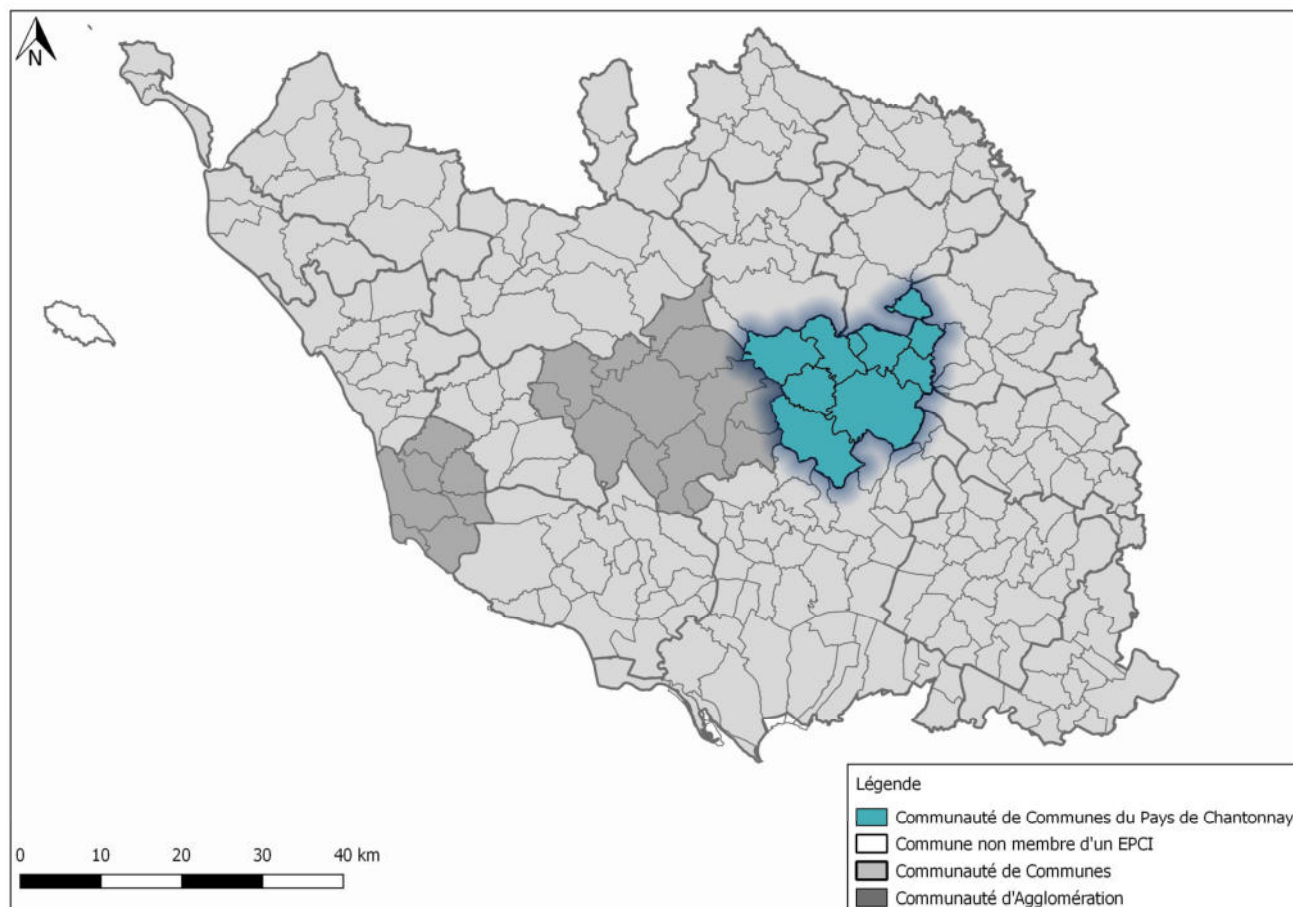 N
Légende
Communauté de Communes du Pays de Chantonnay
Commune non membre d'un EPCI
Communauté de Communes
Communauté d'Agglomération
0 10 20 30 40 km